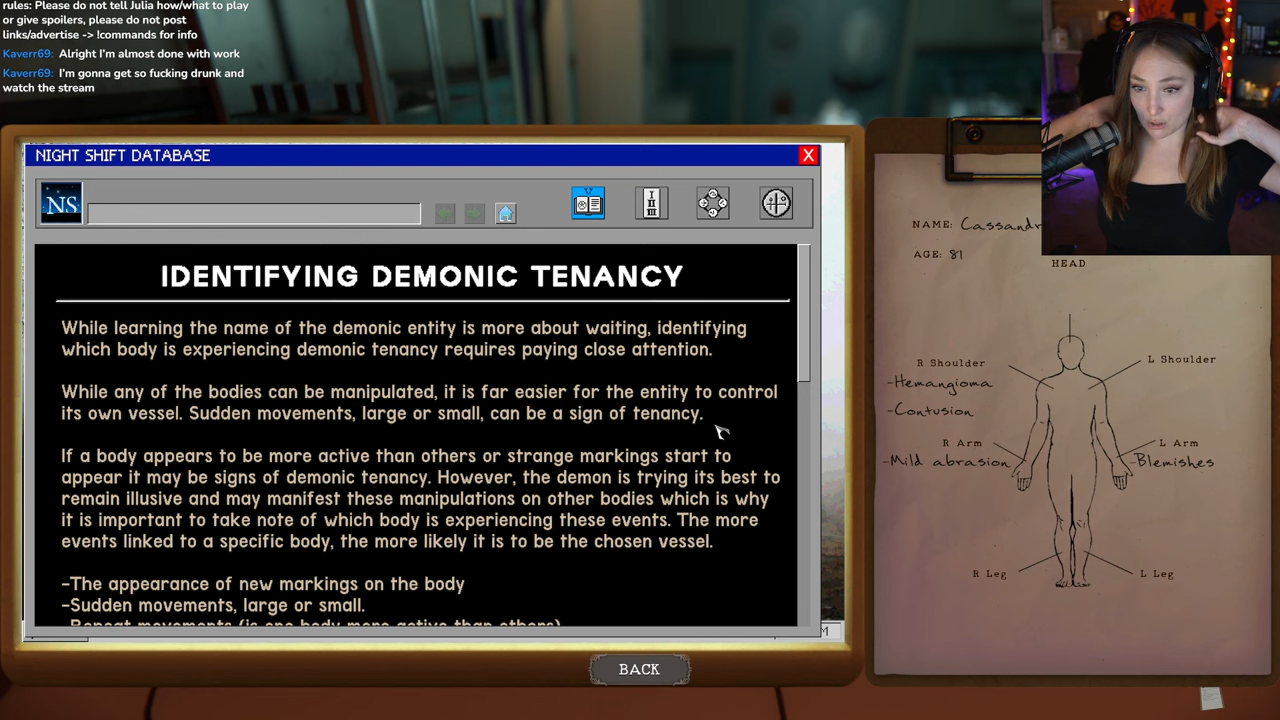 rules: Please do not tell Julia how/what to play
or give spoilers, please do not post
links/advertise -> !commands for info
Kaverr69: Alright I'm almost done with work
Kaverr69: I'm gonna get so fucking drunk and
watch the stream
NIGHT SHIFT DATABASE
X
NS
IDENTIFYING DEMONIC TENANCY
While learning the name of the demonic entity is more about waiting, identifying
which body is experiencing demonic tenancy requires paying close attention.
While any of the bodies can be manipulated, it is far easier for the entity to control
its own vessel. Sudden movements, large or small, can be a sign of tenancy.
If a body appears to be more active than others or strange markings start to
appear it may be signs of demonic tenancy. However, the demon is trying its best to
remain illusive and may manifest these manipulations on other bodies which is why
it is important to take note of which body is experiencing these events. The more
events linked to a specific body, the more likely it is to be the chosen vessel.
-The appearance of new markings on the body
-Sudden movements, large or small.
-Repeat movements (is one body more active than others)
BACK
NAME: Cassandr
AGE: 81
HEAD
R Shoulder
L Shoulder
-Hemangioma
-Contusion
R Arm
L Arm
-Mild abrasion
-Blemishes
R Leg
L Leg
M